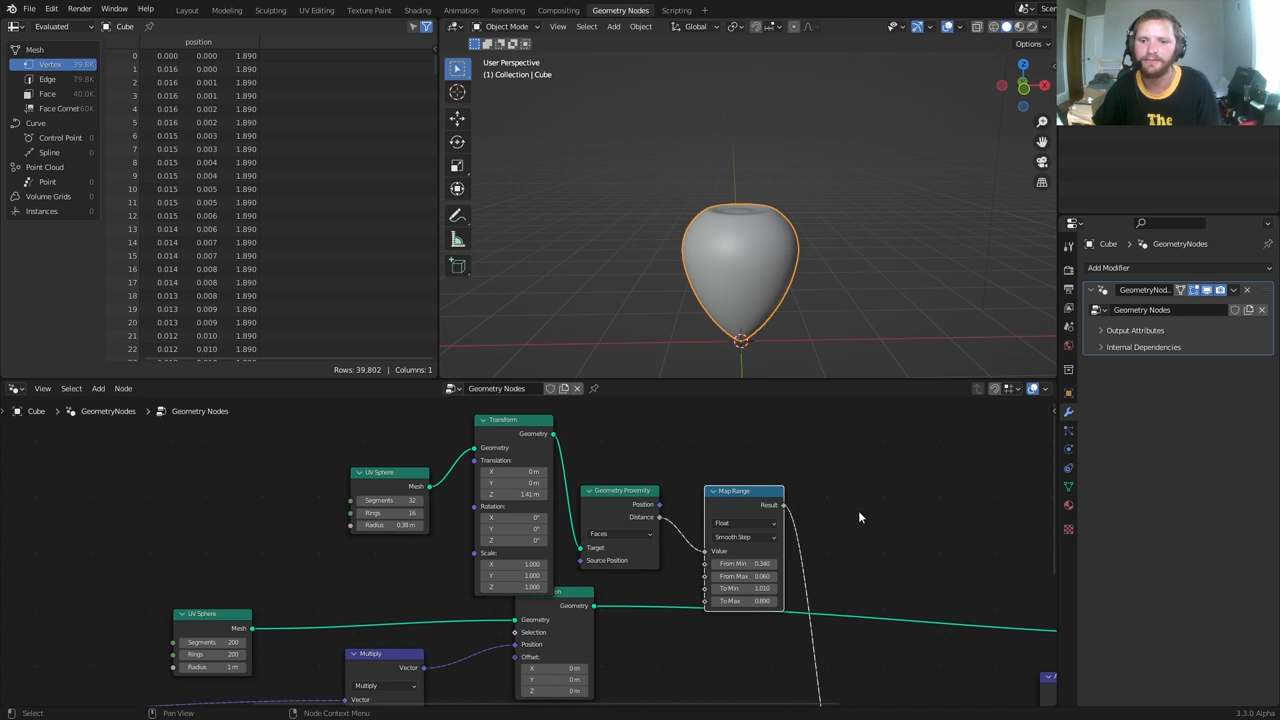 File Edit Render Window Help Layout Modeling Sculpting UV Editing Texture Paint Shading Animation Rendering Compositing Geometry Nodes Scripting Scen
Evaluated Cube
Object Mode View Select Add Object Global
Options
Mesh
Vertex 39.8K
Edge 79.8K
Face 40.0K
Face Corner 60K
Curve
Control Point 0
Spline 0
Point Cloud
Point 0
Volume Grids 0
Instances 0
position
0 0.000 0.000 1.890
1 0.016 0.000 1.890
2 0.016 0.001 1.890
3 0.016 0.001 1.890
4 0.016 0.002 1.890
5 0.016 0.002 1.890
6 0.015 0.003 1.890
7 0.015 0.003 1.890
8 0.015 0.004 1.890
9 0.015 0.004 1.890
10 0.015 0.005 1.890
11 0.015 0.005 1.890
12 0.015 0.006 1.890
13 0.014 0.006 1.890
14 0.014 0.007 1.890
15 0.014 0.007 1.890
16 0.014 0.008 1.890
17 0.014 0.008 1.890
18 0.013 0.008 1.890
19 0.013 0.009 1.890
20 0.013 0.009 1.890
21 0.012 0.010 1.890
22 0.012 0.010 1.890
Rows: 39,802 | Columns: 1
User Perspective
(1) Collection | Cube
X
Z
The
Cube GeometryNodes
Add Modifier
GeometryNod..
Geometry Nodes
Output Attributes
Internal Dependencies
View Select Add Node Geometry Nodes
Cube GeometryNodes Geometry Nodes
UV Sphere
Mesh
Segments 32
Rings 16
Radius 0.38 m
Transform
Geometry
Geometry
Translation:
X 0 m
Y 0 m
Z 1.41 m
Rotation:
X 0°
Y 0°
Z 0°
Scale:
X 1.000
Y 1.000
Z 1.000
Geometry Proximity
Position
Distance
Faces
Target
Source Position
Map Range
Result
Float
Smooth Step
Value
From Min 0.340
From Max 0.060
To Min 1.010
To Max 0.890
UV Sphere
Mesh
Segments 200
Rings 200
Radius 1 m
Multiply
Vector
Multiply
Vector
Geometry
Geometry
Selection
Position
Offset:
X 0 m
Y 0 m
Z 0 m
A
Select Pan View Node Context Menu 3.3.0 Alpha